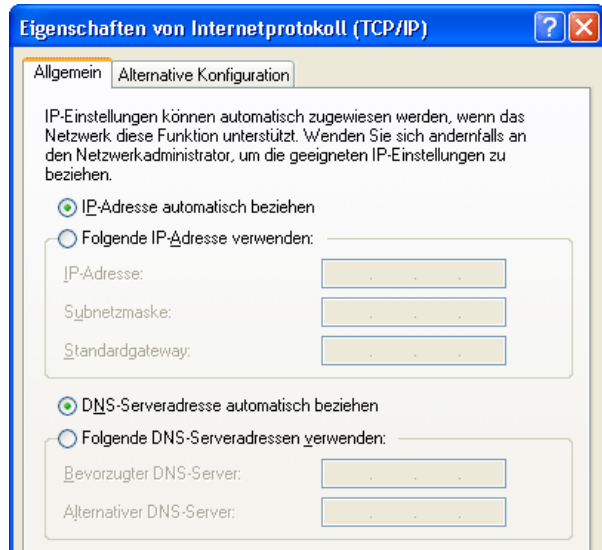 Eigenschaften von Internetprotokoll (TCP/IP)
Allgemein Alternative Konfiguration
IP-Einstellungen können automatisch zugewiesen werden, wenn das
Netzwerk diese Funktion unterstützt. Wenden Sie sich andernfalls an
den Netzwerkadministrator, um die geeigneten IP-Einstellungen zu
beziehen.
IP-Adresse automatisch beziehen
Folgende IP-Adresse verwenden:
IP-Adresse:
Subnetzmaske:
Standardgateway:
DNS-Serveradresse automatisch beziehen
Folgende DNS-Serveradressen verwenden:
Bevorzugter DNS-Server:
Alternativer DNS-Server: